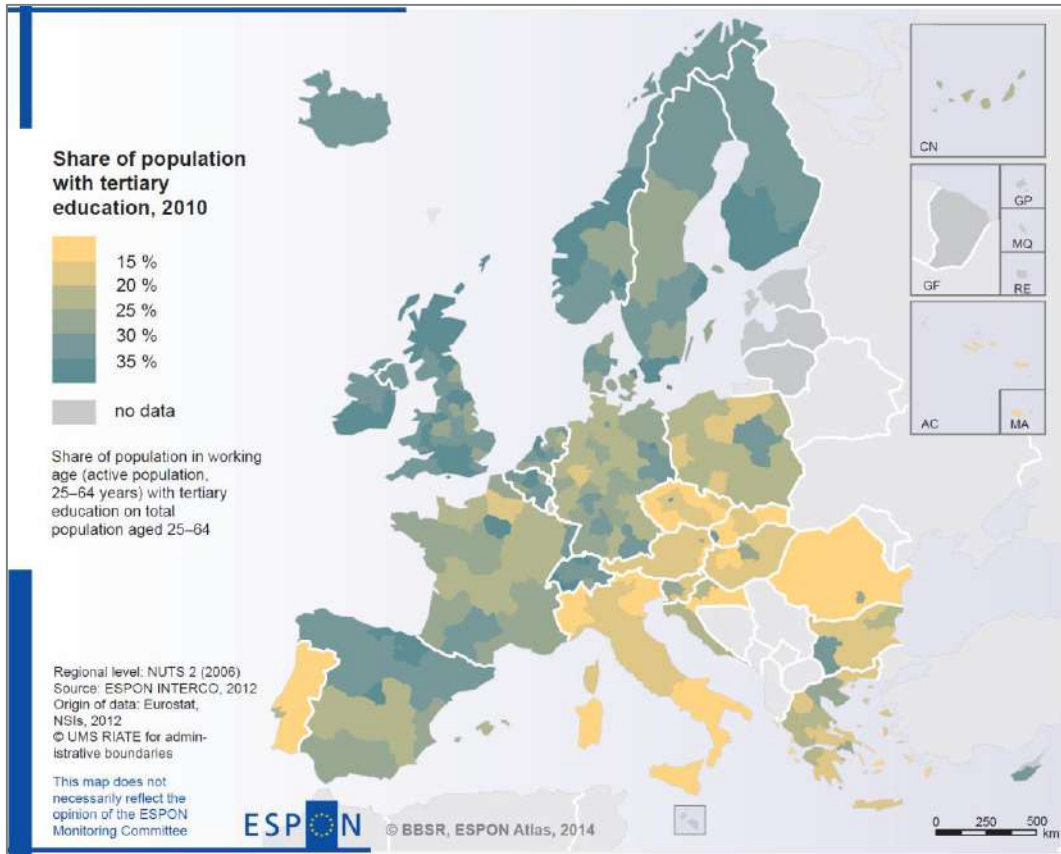 Share of population
with tertiary
education, 2010
15 %
20 %
25 %
30 %
35 %
no data
Share of population in working
age (active population,
25–64 years) with tertiary
education on total
population aged 25–64
Regional level: NUTS 2 (2006)
Source: ESPON INTERCO, 2012
Origin of data: Eurostat,
NSIs, 2012
© UMS RIATE for admin-
istrative boundaries
This map does not
necessarily reflect the
opinion of the ESPON
Monitoring Committee
ESPON
© BBSR, ESPON Atlas, 2014
CN
GP
MQ
GF
RE
AC
MA
0 250 500
km